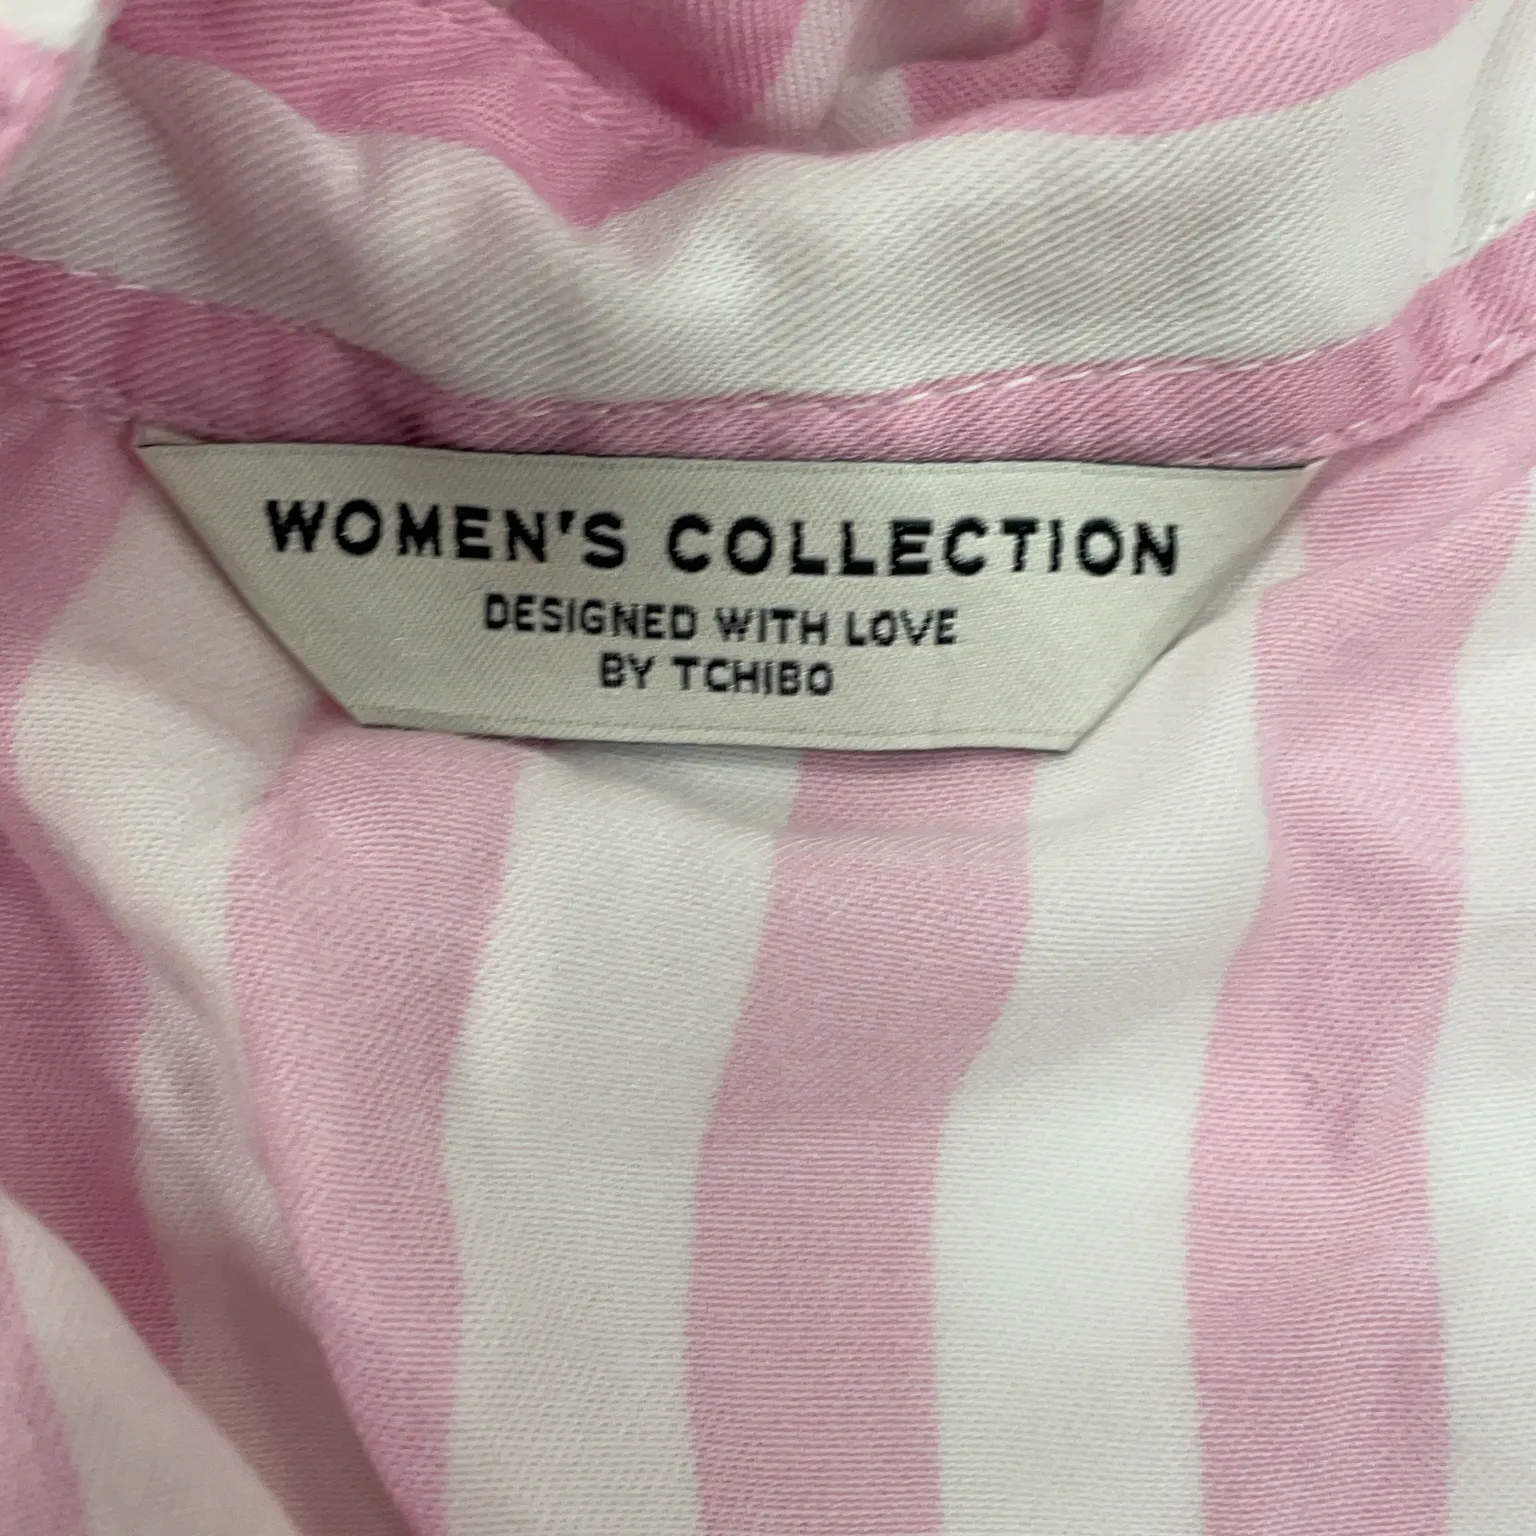 WOMEN'S COLLECTION
DESIGNED WITH LOVE
BY TCHIBO